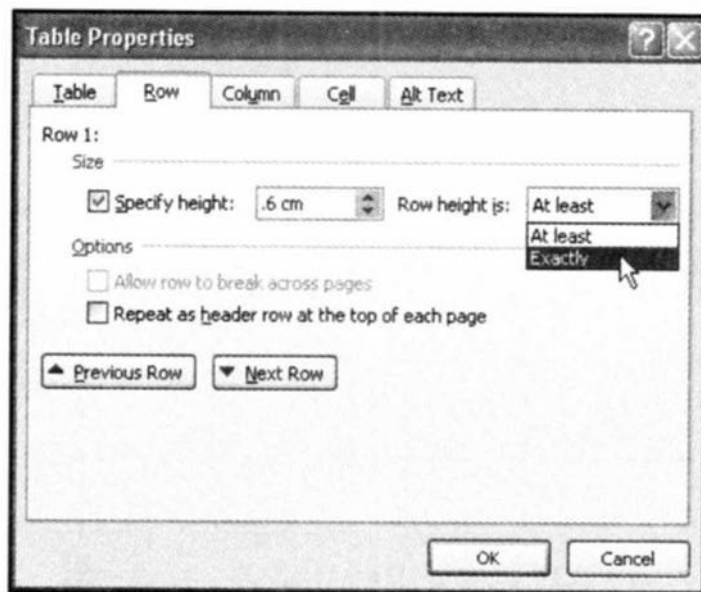 Table Properties
Table Row Column Cell Alt Text
Row 1:
Size
Specify height: .6 cm Row height is: At least
At least
Exactly
Options
Allow row to break across pages
Repeat as header row at the top of each page
Previous Row Next Row
OK Cancel